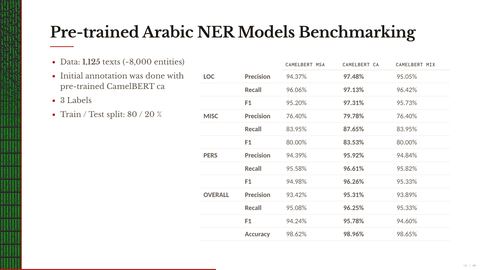 Pre-trained Arabic NER Models Benchmarking
Data: 1,125 texts (~8,000 entities)
Initial annotation was done with
pre-trained CamelBERT ca
3 Labels
Train / Test split: 80 / 20 %
CAMELBERT MSA CAMELBERT CA CAMELBERT MIX
LOC Precision 94.37% 97.48% 95.05%
Recall 96.06% 97.13% 96.42%
F1 95.20% 97.31% 95.73%
MISC Precision 76.40% 79.78% 76.40%
Recall 83.95% 87.65% 83.95%
F1 80.00% 83.53% 80.00%
PERS Precision 94.39% 95.92% 94.84%
Recall 95.58% 96.61% 95.82%
F1 94.98% 96.26% 95.33%
OVERALL Precision 93.42% 95.31% 93.89%
Recall 95.08% 96.25% 95.33%
F1 94.24% 95.78% 94.60%
Accuracy 98.62% 98.96% 98.65%